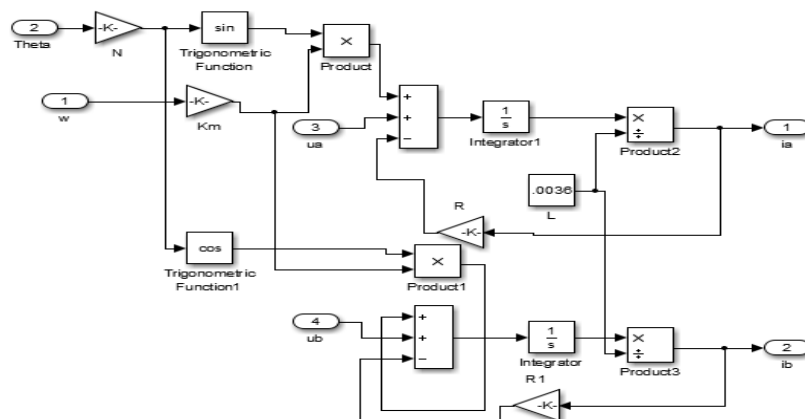 2
Theta
-K-
N
sin
Trigonometric
Function
×
Product
1
w
-K-
Km
3
ua
+
+
−
1
s
Integrator1
×
÷
Product2
1
ia
.0036
L
R
-K-
cos
Trigonometric
Function1
×
Product1
4
ub
+
+
−
1
s
Integrator
×
÷
Product3
2
ib
R1
-K-